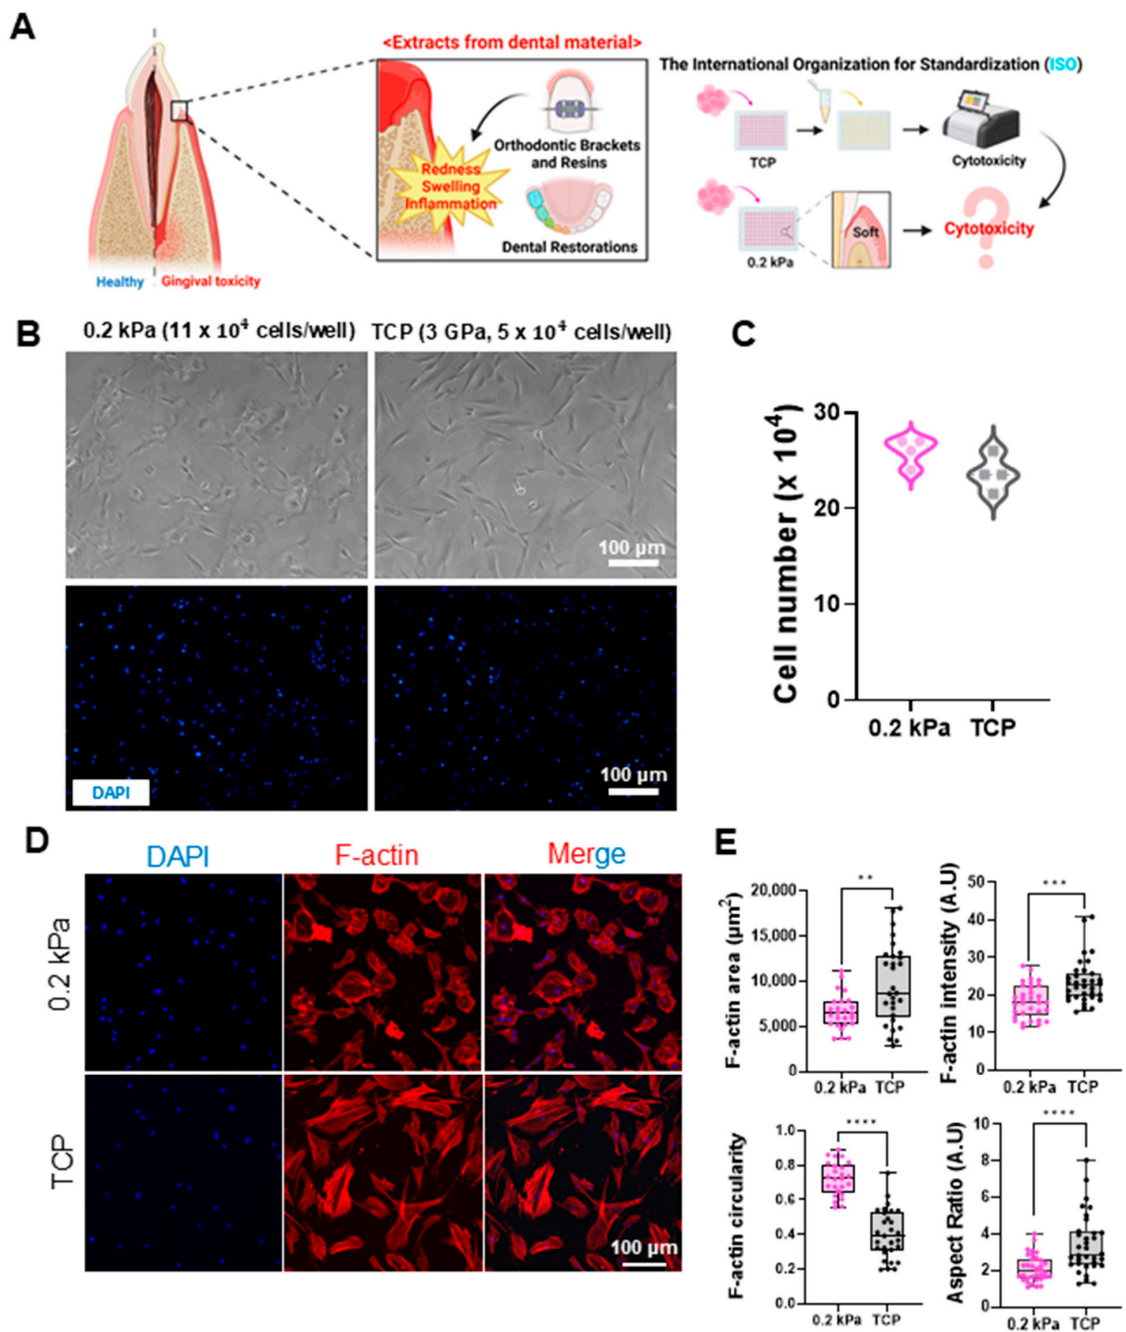 A
<Extracts from dental material>
The International Organization for Standardization (ISO)
Redness
Swelling
Inflammation
Orthodontic Brackets
and Resins
Dental Restorations
Healthy
Gingival toxicity
TCP
Cytotoxicity
0.2 kPa
Soft
?
Cytotoxicity
B
0.2 kPa (11 x 10⁴ cells/well)
TCP (3 GPa, 5 x 10⁴ cells/well)
100 µm
DAPI
100 µm
C
Cell number (x 10⁴)
30
20
10
0
0.2 kPa
TCP
D
DAPI
F-actin
Merge
0.2 kPa
TCP
100 µm
E
F-actin area (µm²)
20,000
15,000
10,000
5,000
0
**
0.2 kPa
TCP
F-actin intensity (A.U)
50
40
30
20
10
0
***
0.2 kPa
TCP
F-actin circularity
1.0
0.8
0.6
0.4
0.2
0.0
****
0.2 kPa
TCP
Aspect Ratio (A.U)
10
8
6
4
2
0
****
0.2 kPa
TCP